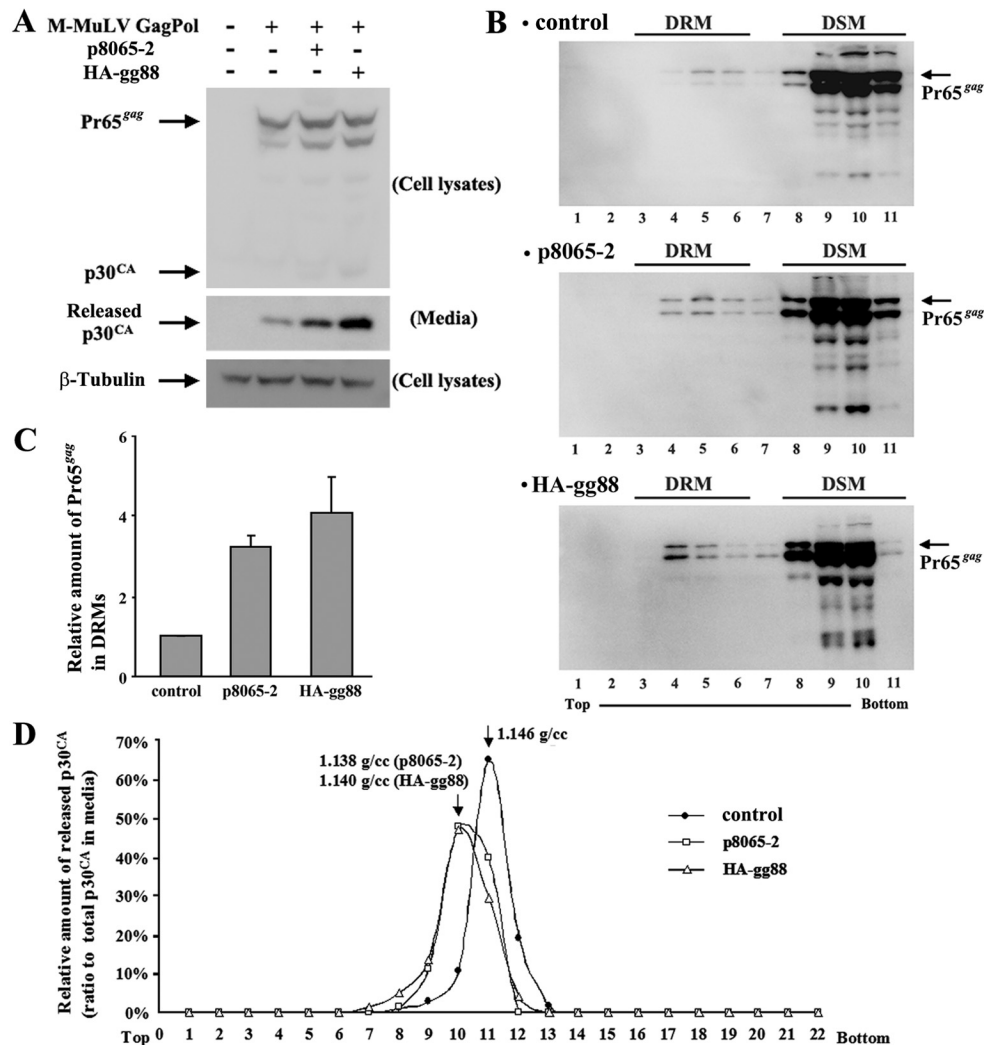 A
M-MuLV GagPol - + + +
p8065-2 - - + -
HA-gg88 - - - +
Pr65gag
(Cell lysates)
p30CA
Released
p30CA
(Media)
β-Tubulin
(Cell lysates)
B
• control
DRM DSM
Pr65gag
1 2 3 4 5 6 7 8 9 10 11
• p8065-2
DRM DSM
Pr65gag
1 2 3 4 5 6 7 8 9 10 11
• HA-gg88
DRM DSM
Pr65gag
1 2 3 4 5 6 7 8 9 10 11
Top Bottom
C
Relative amount of Pr65gag
in DRMs
6
4
2
0
control p8065-2 HA-gg88
D
Relative amount of released p30CA
(ratio to total p30CA in media)
70%
60%
50%
40%
30%
20%
10%
0%
1.138 g/cc (p8065-2)
1.140 g/cc (HA-gg88)
1.146 g/cc
control
p8065-2
HA-gg88
Top 0 1 2 3 4 5 6 7 8 9 10 11 12 13 14 15 16 17 18 19 20 21 22 Bottom